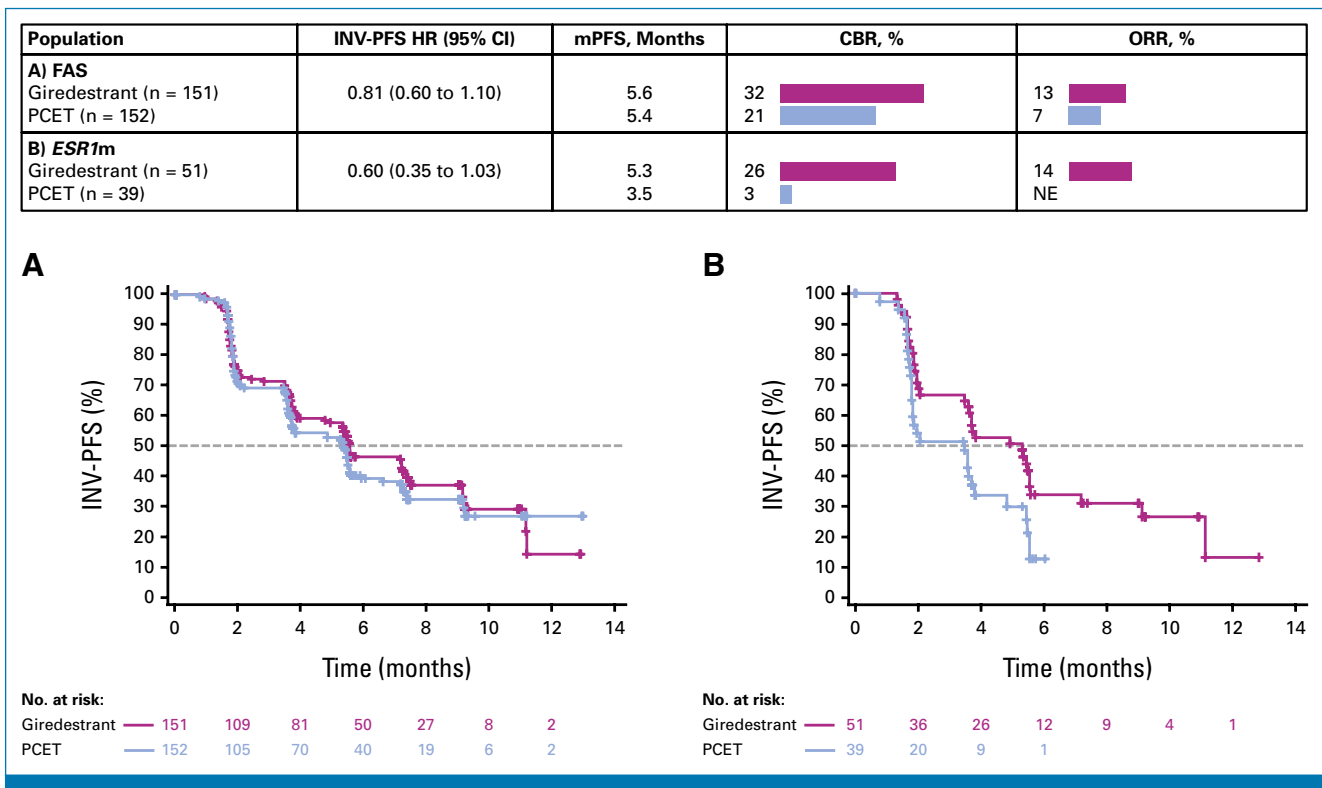 Population INV-PFS HR (95% CI) mPFS, Months CBR, % ORR, %
A) FAS
Giredestrant (n = 151) 0.81 (0.60 to 1.10) 5.6 32 13
PCET (n = 152) 5.4 21 7
B) ESR1m
Giredestrant (n = 51) 0.60 (0.35 to 1.03) 5.3 26 14
PCET (n = 39) 3.5 3 NE
A
100
90
80
70
60
50
40
30
20
10
0
INV-PFS (%)
0 2 4 6 8 10 12 14
Time (months)
No. at risk:
Giredestrant 151 109 81 50 27 8 2
PCET 152 105 70 40 19 6 2
B
100
90
80
70
60
50
40
30
20
10
0
INV-PFS (%)
0 2 4 6 8 10 12 14
Time (months)
No. at risk:
Giredestrant 51 36 26 12 9 4 1
PCET 39 20 9 1